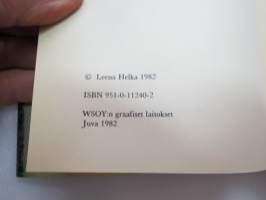 © Leena Helka 1982
ISBN 951-0-11240-2
WSOY:n graafiset laitokset
Juva 1982